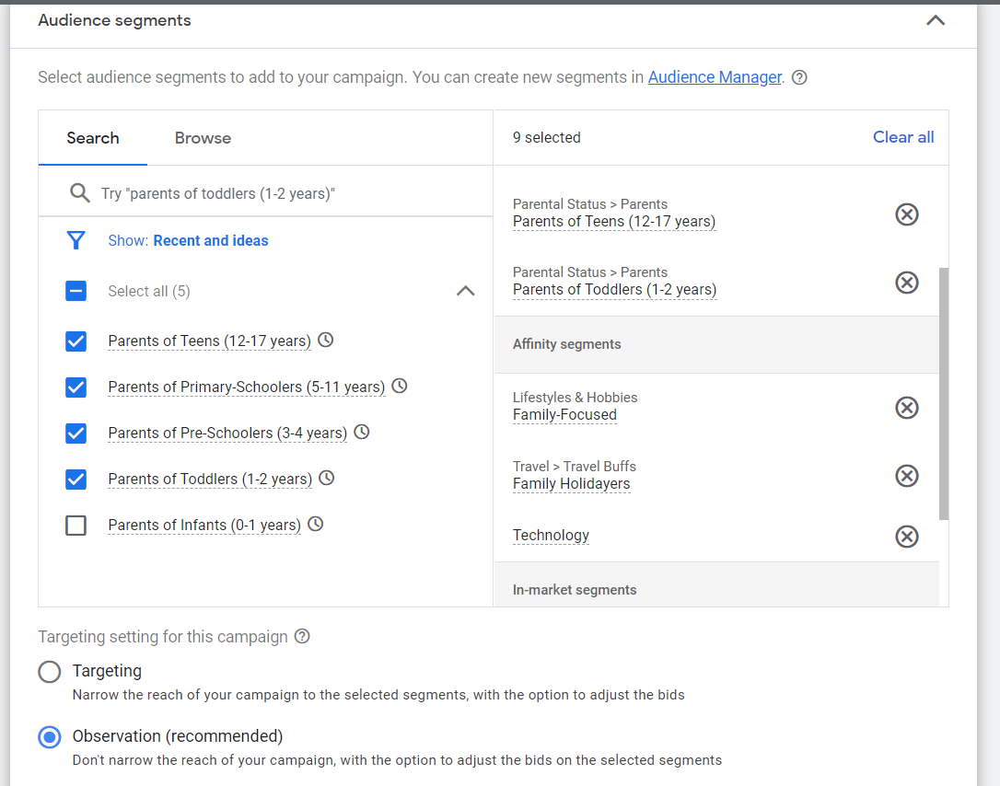 Audience segments
Select audience segments to add to your campaign. You can create new segments in Audience Manager.
Search
Browse
Try "parents of toddlers (1-2 years)"
Show: Recent and ideas
Select all (5)
Parents of Teens (12-17 years)
Parents of Primary-Schoolers (5-11 years)
Parents of Pre-Schoolers (3-4 years)
Parents of Toddlers (1-2 years)
Parents of Infants (0-1 years)
9 selected
Clear all
Parental Status > Parents
Parents of Teens (12-17 years)
Parental Status > Parents
Parents of Toddlers (1-2 years)
Affinity segments
Lifestyles & Hobbies
Family-Focused
Travel > Travel Buffs
Family Holidayers
Technology
In-market segments
Targeting setting for this campaign
Targeting
Narrow the reach of your campaign to the selected segments, with the option to adjust the bids
Observation (recommended)
Don't narrow the reach of your campaign, with the option to adjust the bids on the selected segments